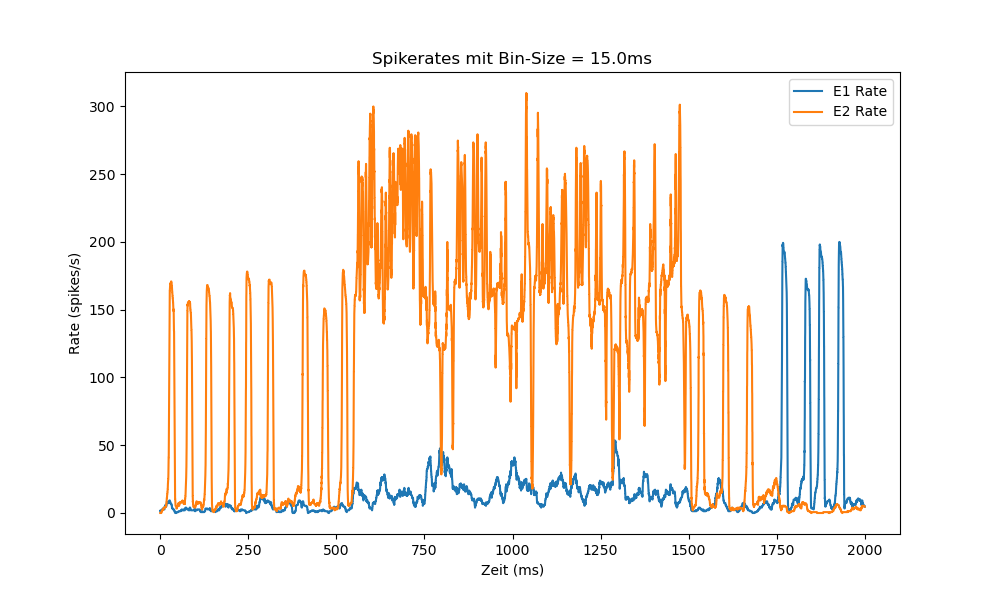 Spikerates mit Bin-Size = 15.0ms
E1 Rate
E2 Rate
Rate (spikes/s)
300
250
200
150
100
50
0
0 250 500 750 1000 1250 1500 1750 2000
Zeit (ms)